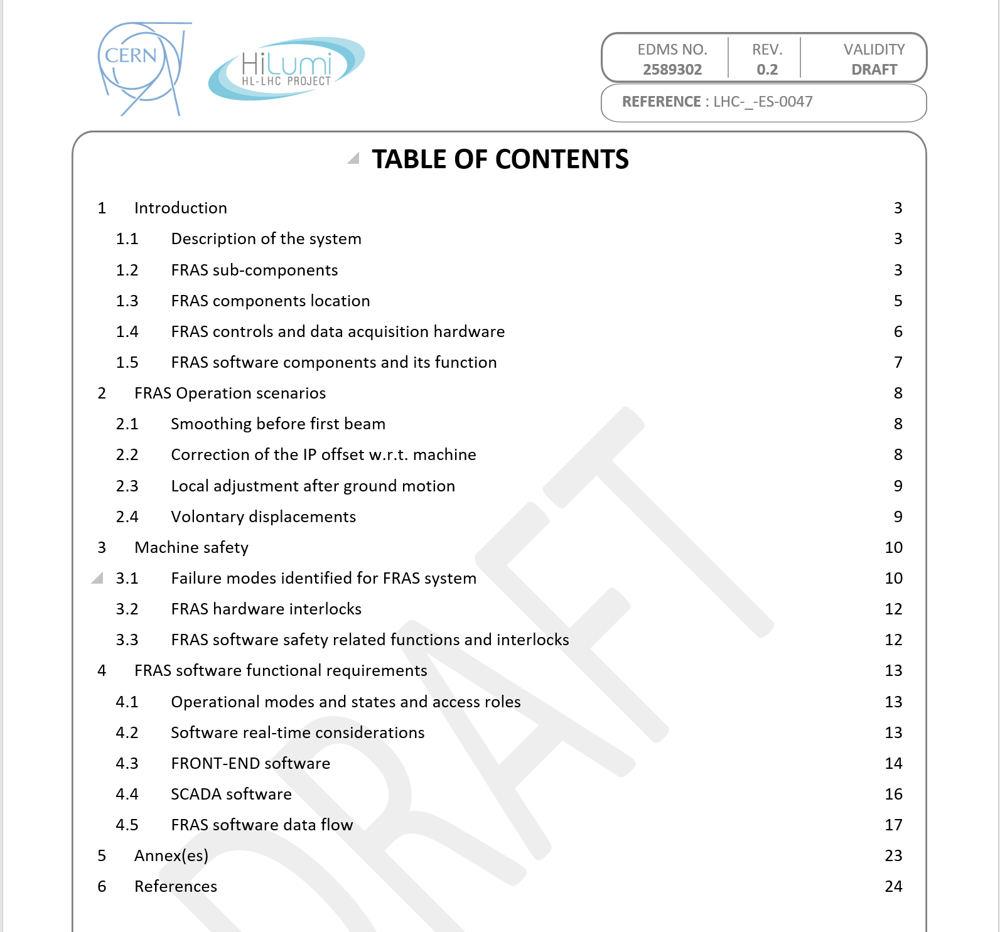 CERN
HiLumi
HL-LHC PROJECT
EDMS NO. REV. VALIDITY
2589302 0.2 DRAFT
REFERENCE : LHC-_-ES-0047
TABLE OF CONTENTS
1 Introduction 3
1.1 Description of the system 3
1.2 FRAS sub-components 3
1.3 FRAS components location 5
1.4 FRAS controls and data acquisition hardware 6
1.5 FRAS software components and its function 7
2 FRAS Operation scenarios 8
2.1 Smoothing before first beam 8
2.2 Correction of the IP offset w.r.t. machine 8
2.3 Local adjustment after ground motion 9
2.4 Volontary displacements 9
3 Machine safety 10
3.1 Failure modes identified for FRAS system 10
3.2 FRAS hardware interlocks 12
3.3 FRAS software safety related functions and interlocks 12
4 FRAS software functional requirements 13
4.1 Operational modes and states and access roles 13
4.2 Software real-time considerations 13
4.3 FRONT-END software 14
4.4 SCADA software 16
4.5 FRAS software data flow 17
5 Annex(es) 23
6 References 24
DRAFT